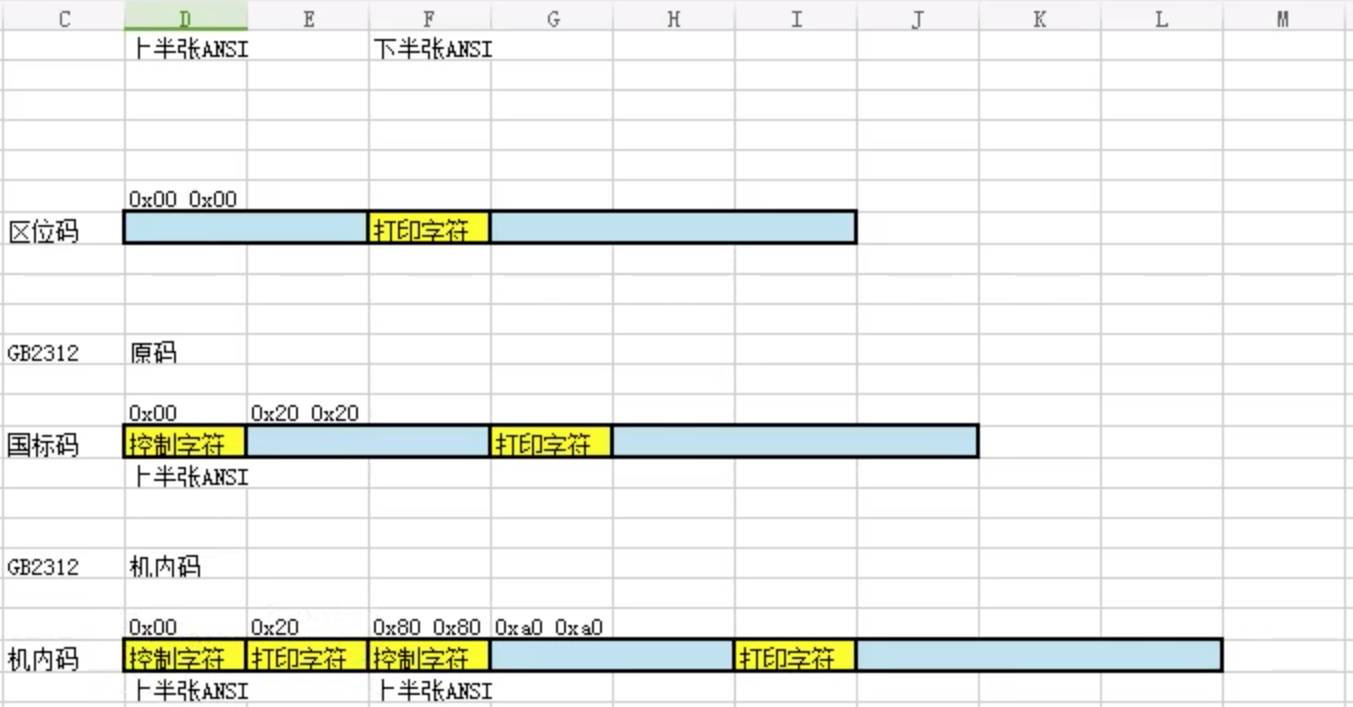 C D E F G H I J K L M
上半张ANSI 下半张ANSI
0x00 0x00
区位码 打印字符
GB2312 原码
0x00 0x20 0x20
国标码 控制字符 打印字符
上半张ANSI
GB2312 机内码
0x00 0x20 0x80 0x80 0xa0 0xa0
机内码 控制字符 打印字符 控制字符 打印字符
上半张ANSI 上半张ANSI